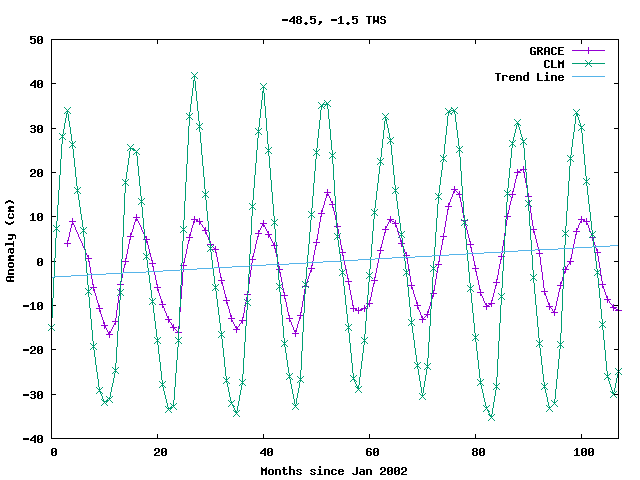 -48.5, -1.5 TWS
GRACE
CLM
Trend Line
Anomaly (cm)
50
40
30
20
10
0
-10
-20
-30
-40
0 20 40 60 80 100
Months since Jan 2002